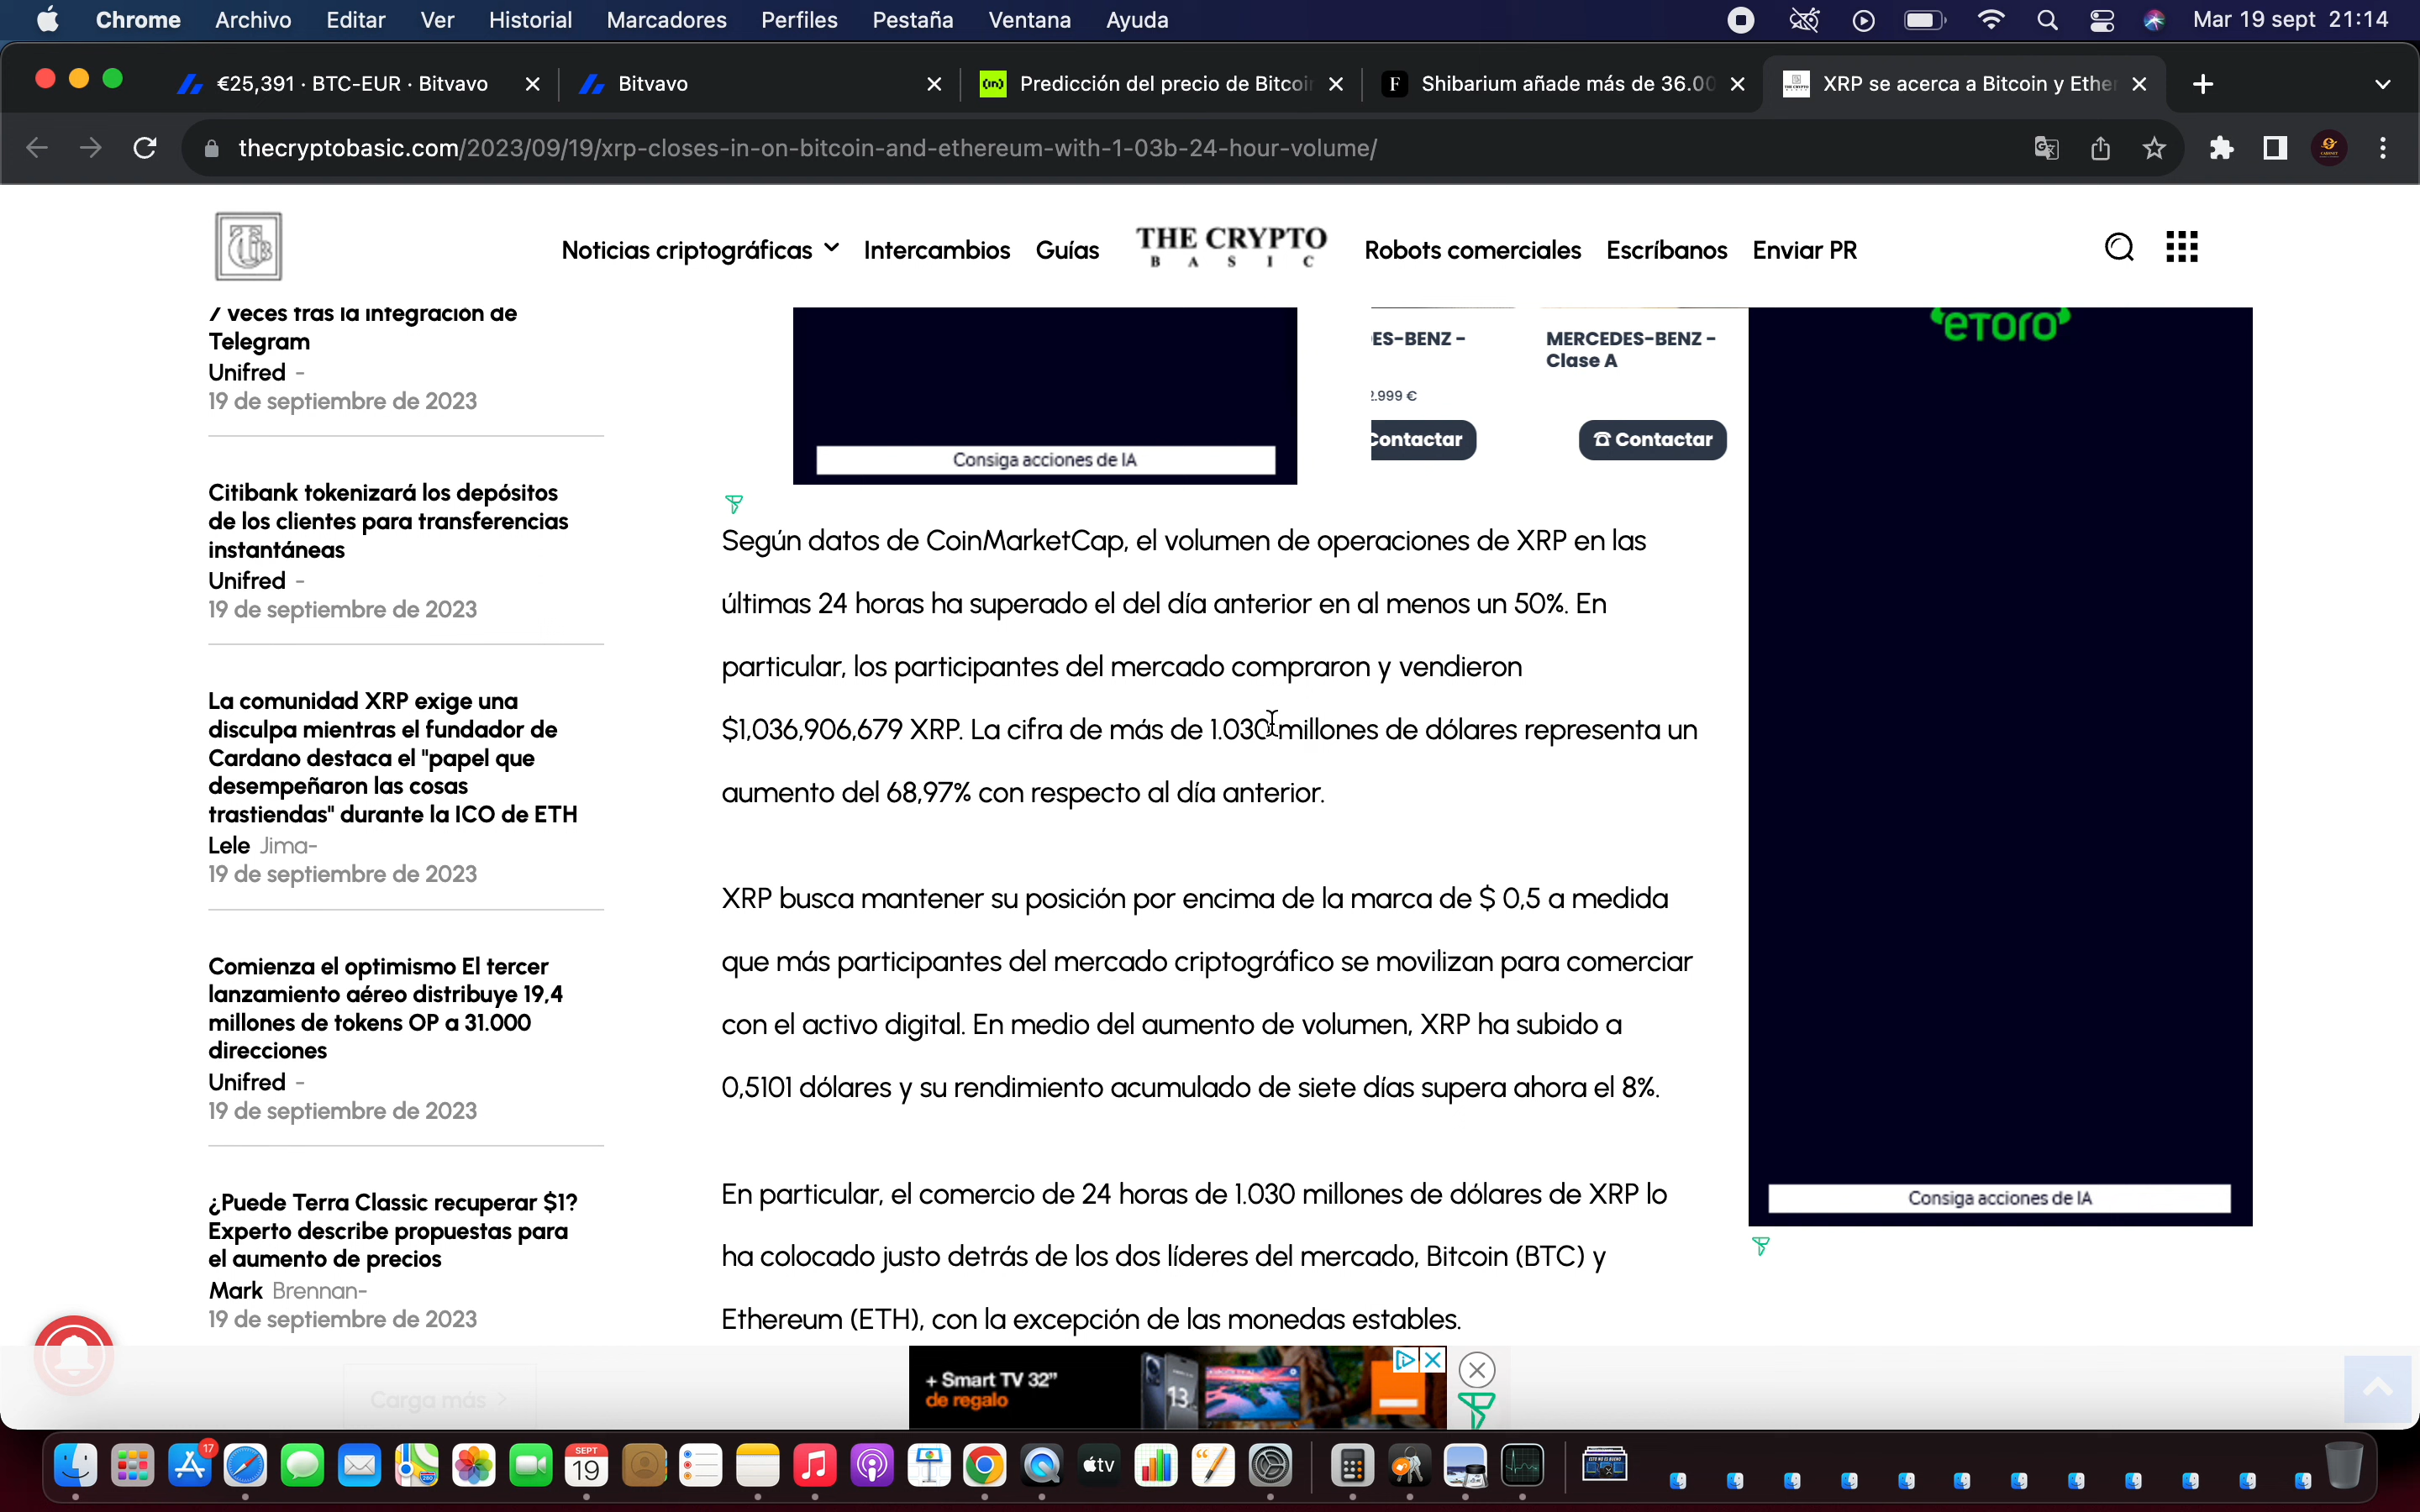 Chrome Archivo Editar Ver Historial Marcadores Perfiles Pestaña Ventana Ayuda
Mar 19 sept 21:14
€25,391 · BTC-EUR · Bitvavo
Bitvavo
Predicción del precio de Bitcoi
Shibarium añade más de 36.00
XRP se acerca a Bitcoin y Ethe
thecryptobasic.com/2023/09/19/xrp-closes-in-on-bitcoin-and-ethereum-with-1-03b-24-hour-volume/
Noticias criptográficas Intercambios Guías
THE CRYPTO
BASIC
Robots comerciales Escríbanos Enviar PR
7 veces tras la integración de
Telegram
Unifred -
19 de septiembre de 2023
Citibank tokenizará los depósitos
de los clientes para transferencias
instantáneas
Unifred -
19 de septiembre de 2023
La comunidad XRP exige una
disculpa mientras el fundador de
Cardano destaca el "papel que
desempeñaron las cosas
trastiendas" durante la ICO de ETH
Lele Jima-
19 de septiembre de 2023
Comienza el optimismo El tercer
lanzamiento aéreo distribuye 19,4
millones de tokens OP a 31.000
direcciones
Unifred -
19 de septiembre de 2023
¿Puede Terra Classic recuperar $1?
Experto describe propuestas para
el aumento de precios
Mark Brennan-
19 de septiembre de 2023
Carga más >
Consiga acciones de IA
ES-BENZ -
2.999 €
Contactar
MERCEDES-BENZ -
Clase A
Contactar
eTORO
Según datos de CoinMarketCap, el volumen de operaciones de XRP en las
últimas 24 horas ha superado el del día anterior en al menos un 50%. En
particular, los participantes del mercado compraron y vendieron
$1,036,906,679 XRP. La cifra de más de 1.030 millones de dólares representa un
aumento del 68,97% con respecto al día anterior.
XRP busca mantener su posición por encima de la marca de $ 0,5 a medida
que más participantes del mercado criptográfico se movilizan para comerciar
con el activo digital. En medio del aumento de volumen, XRP ha subido a
0,5101 dólares y su rendimiento acumulado de siete días supera ahora el 8%.
En particular, el comercio de 24 horas de 1.030 millones de dólares de XRP lo
ha colocado justo detrás de los dos líderes del mercado, Bitcoin (BTC) y
Ethereum (ETH), con la excepción de las monedas estables.
Consiga acciones de IA
+ Smart TV 32"
de regalo
13
17
SEPT
19
tv